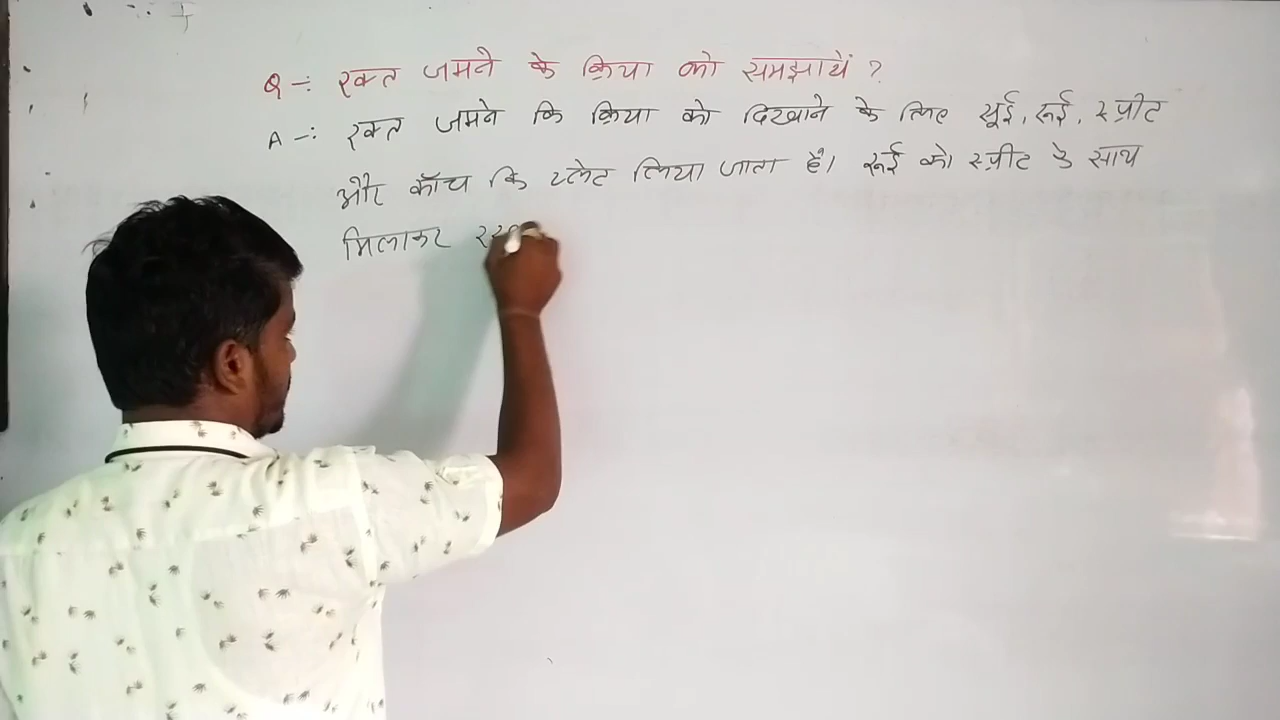 Q -: रक्त जमने के क्रिया को समझायें ?
A -: रक्त जमने कि क्रिया को दिखाने के लिए सूई, रूई, स्प्रीट
और काँच कि प्लेट लिया जाता है। रूई को स्प्रीट के साथ
मिलाकर